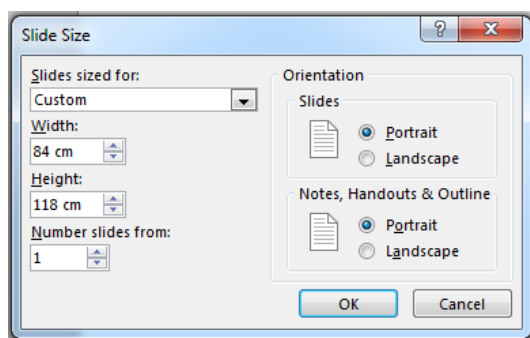 Slide Size
Slides sized for:
Custom
Width:
84 cm
Height:
118 cm
Number slides from:
1
Orientation
Slides
Portrait
Landscape
Notes, Handouts & Outline
Portrait
Landscape
OK
Cancel